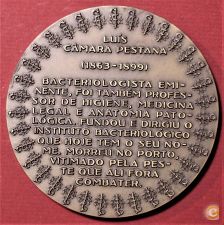 LUÍS
CÂMARA PESTANA
(1863-1899)
BACTERIOLOGISTA EMI-
NENTE, FOI TAMBÉM PROFES-
SOR DE HIGIENE, MEDICINA
LEGAL E ANATOMIA PATO-
LÓGICA, FUNDOU E DIRIGIU O
INSTITUTO BACTERIOLÓGICO
QUE HOJE TEM O SEU NO-
ME. MORREU NO PORTO,
VITIMADO PELA PES-
TE QUE ALI FORA
COMBATER.